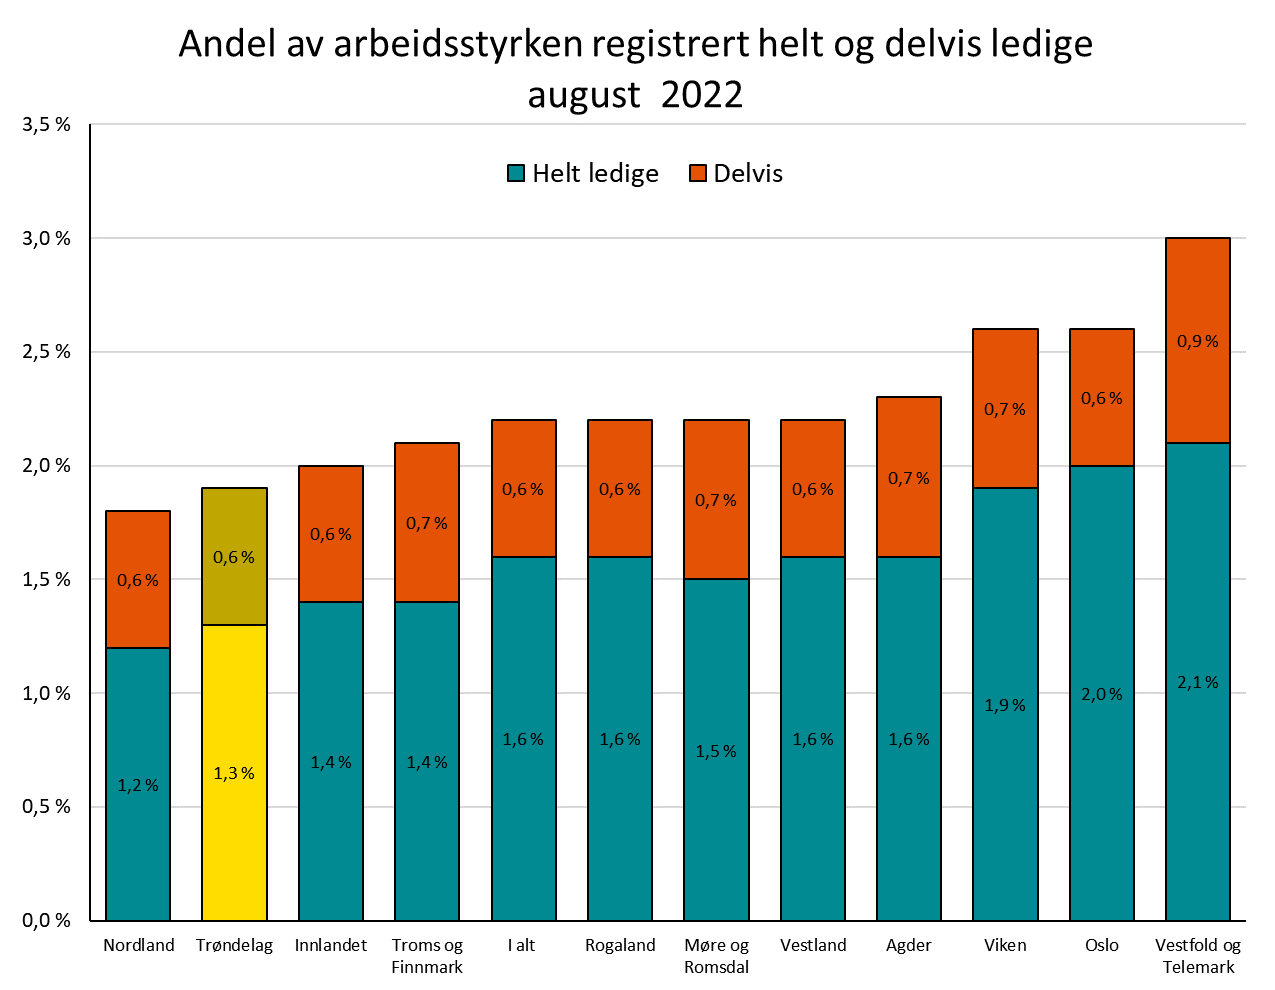 Andel av arbeidsstyrken registrert helt og delvis ledige
august 2022
3,5 %
3,0 %
2,5 %
2,0 %
1,5 %
1,0 %
0,5 %
0,0 %
Helt ledige
Delvis
0,6 %
0,6 %
0,6 %
0,7 %
0,6 %
0,6 %
0,7 %
0,6 %
0,7 %
0,7 %
0,6 %
0,9 %
1,2 %
1,3 %
1,4 %
1,4 %
1,6 %
1,6 %
1,5 %
1,6 %
1,6 %
1,9 %
2,0 %
2,1 %
Nordland
Trøndelag
Innlandet
Troms og
Finnmark
I alt
Rogaland
Møre og
Romsdal
Vestland
Agder
Viken
Oslo
Vestfold og
Telemark